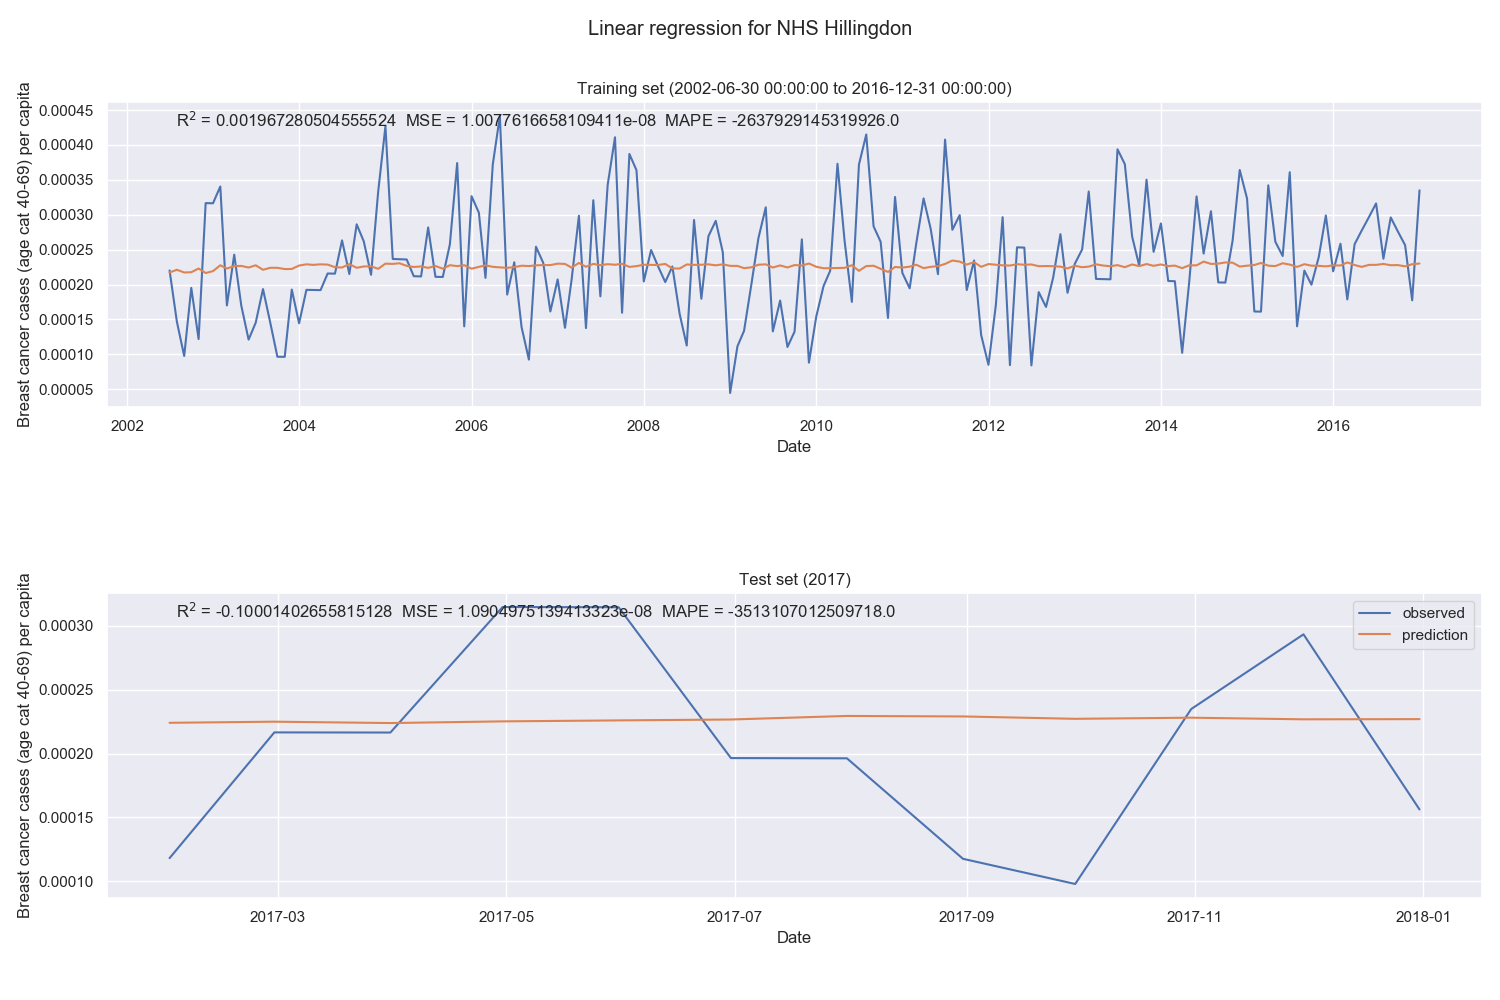 Linear regression for NHS Hillingdon
Training set (2002-06-30 00:00:00 to 2016-12-31 00:00:00)
R² = 0.001967280504555524 MSE = 1.0077616658109411e-08 MAPE = -2637929145319926.0
Breast cancer cases (age cat 40-69) per capita
0.00045
0.00040
0.00035
0.00030
0.00025
0.00020
0.00015
0.00010
0.00005
2002 2004 2006 2008 2010 2012 2014 2016
Date
Test set (2017)
R² = -0.10001402655815128 MSE = 1.0904975139413323e-08 MAPE = -3513107012509718.0
observed
prediction
Breast cancer cases (age cat 40-69) per capita
0.00030
0.00025
0.00020
0.00015
0.00010
2017-03 2017-05 2017-07 2017-09 2017-11 2018-01
Date